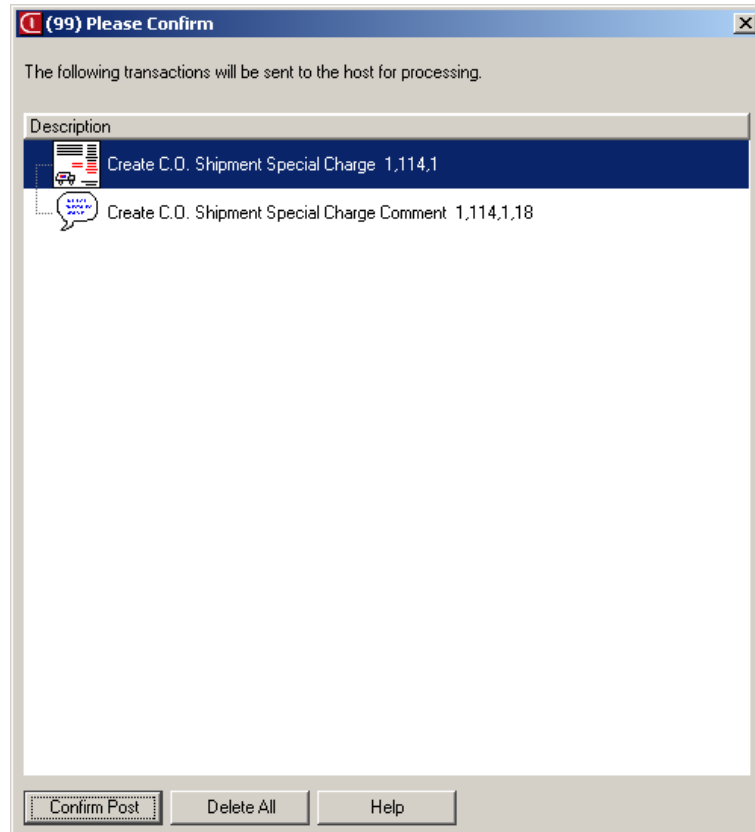 (99) Please Confirm
The following transactions will be sent to the host for processing.
Description
Create C.O. Shipment Special Charge 1,114,1
Create C.O. Shipment Special Charge Comment 1,114,1,18
Confirm Post Delete All Help